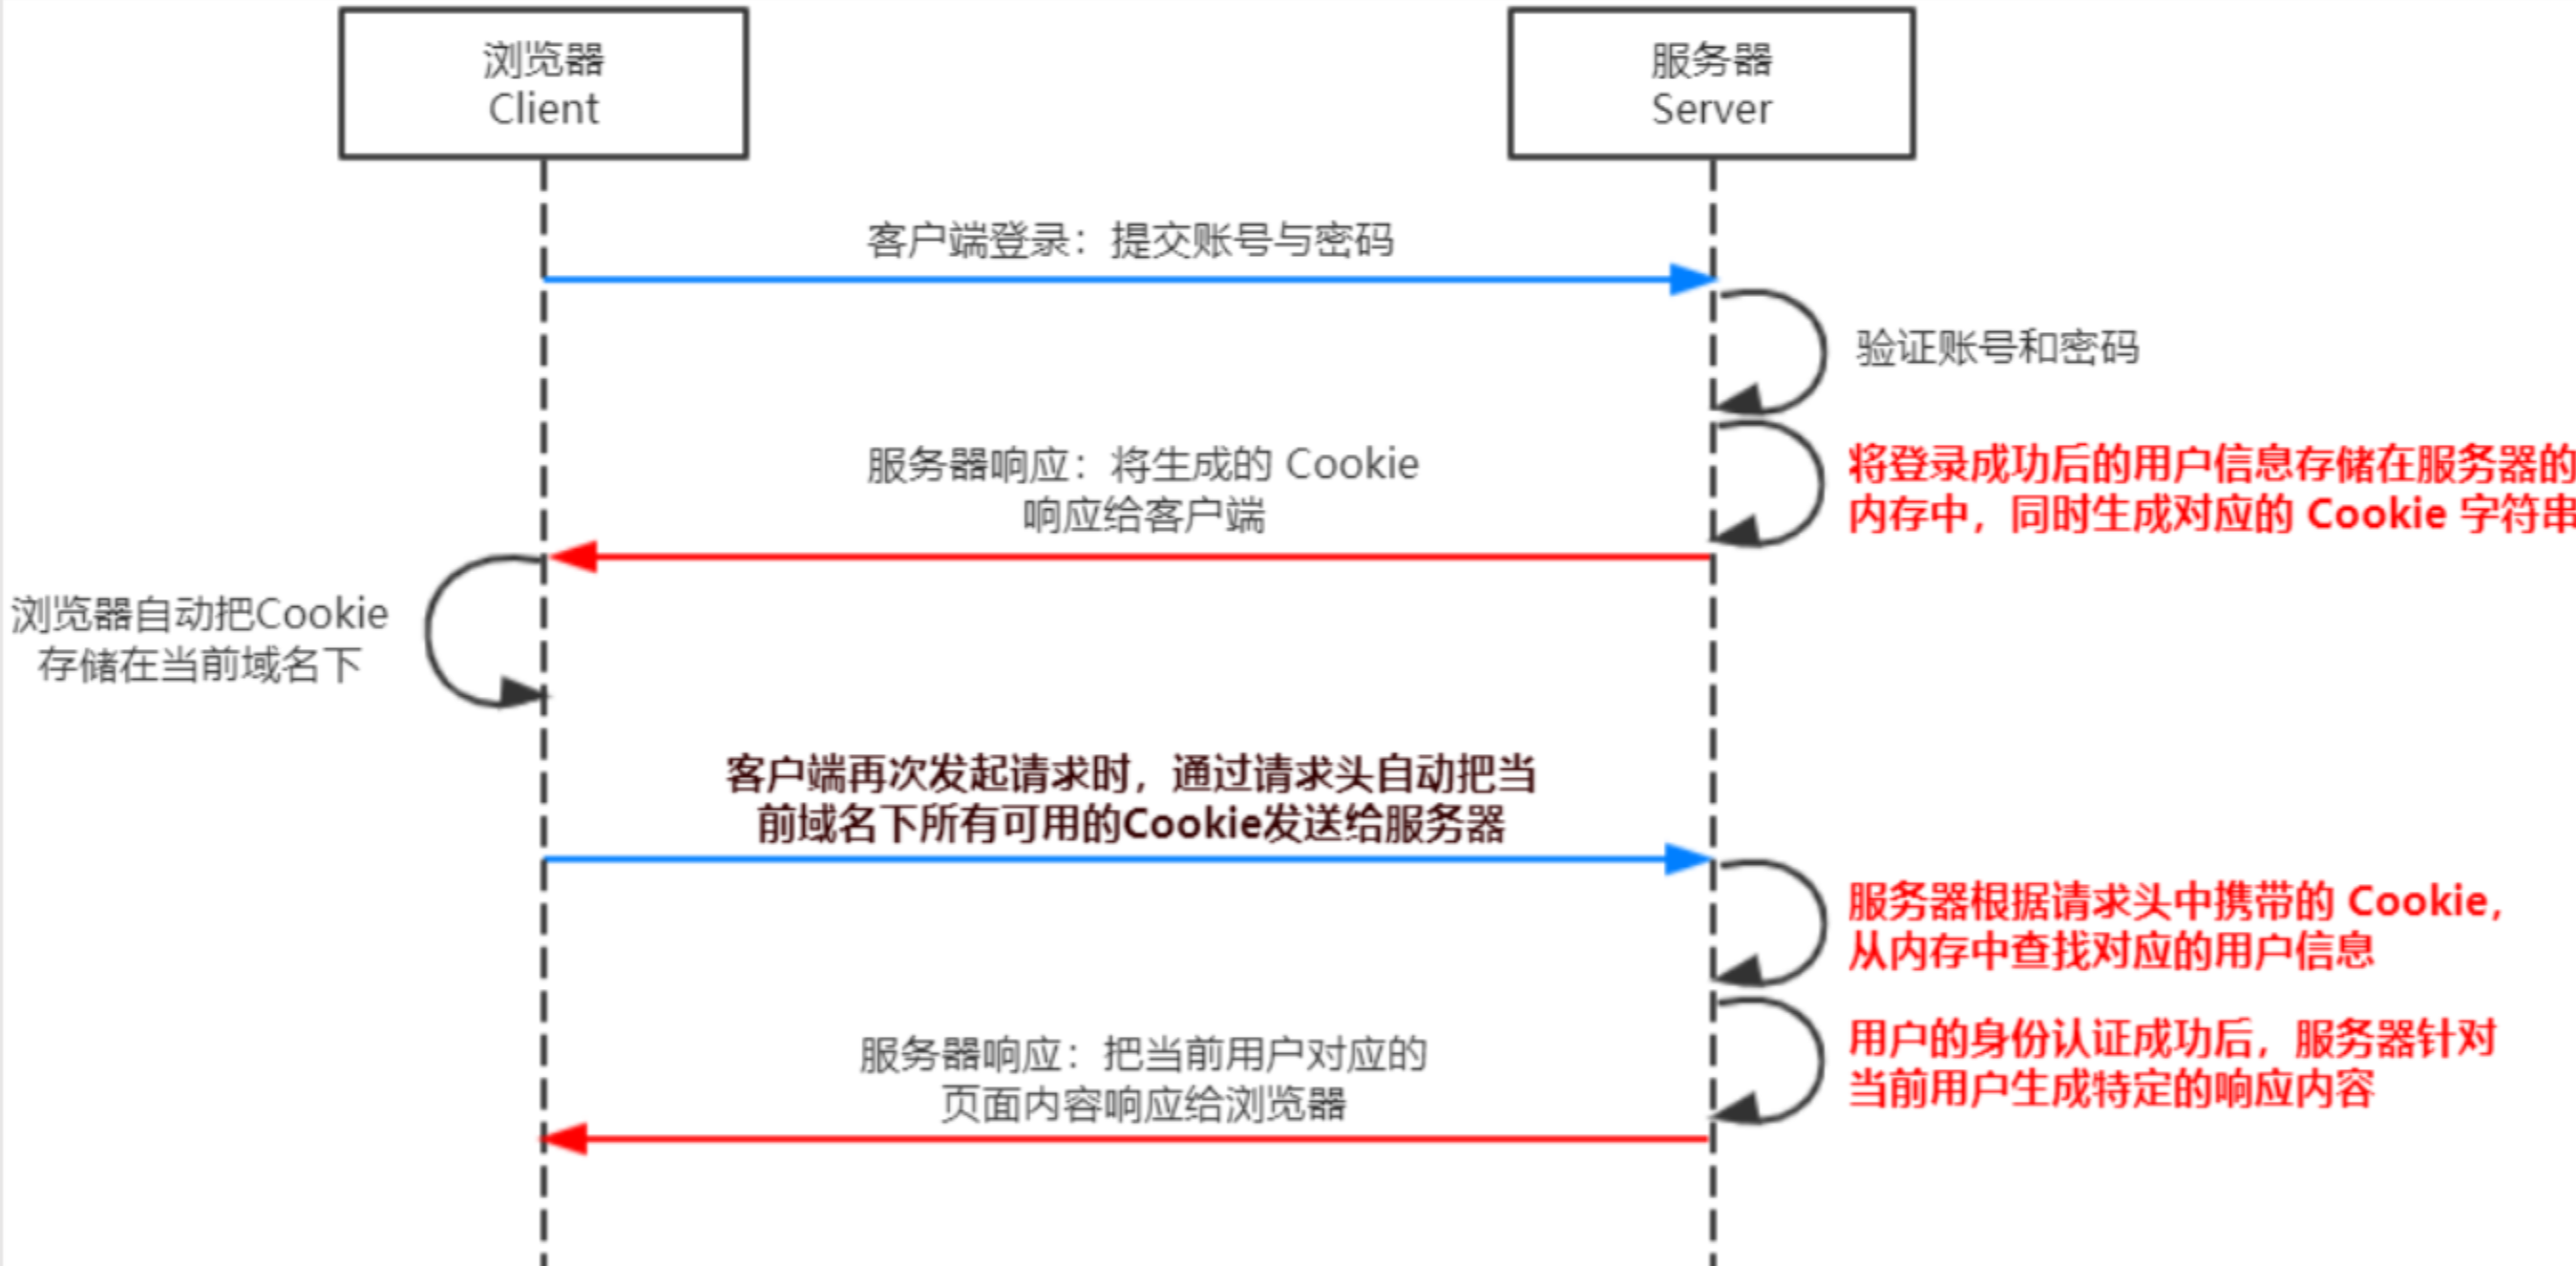 浏览器
Client
服务器
Server
客户端登录：提交账号与密码
验证账号和密码
服务器响应：将生成的 Cookie
响应给客户端
将登录成功后的用户信息存储在服务器的
内存中，同时生成对应的 Cookie 字符串
浏览器自动把Cookie
存储在当前域名下
客户端再次发起请求时，通过请求头自动把当
前域名下所有可用的Cookie发送给服务器
服务器根据请求头中携带的 Cookie，
从内存中查找对应的用户信息
用户的身份认证成功后，服务器针对
当前用户生成特定的响应内容
服务器响应：把当前用户对应的
页面内容响应给浏览器